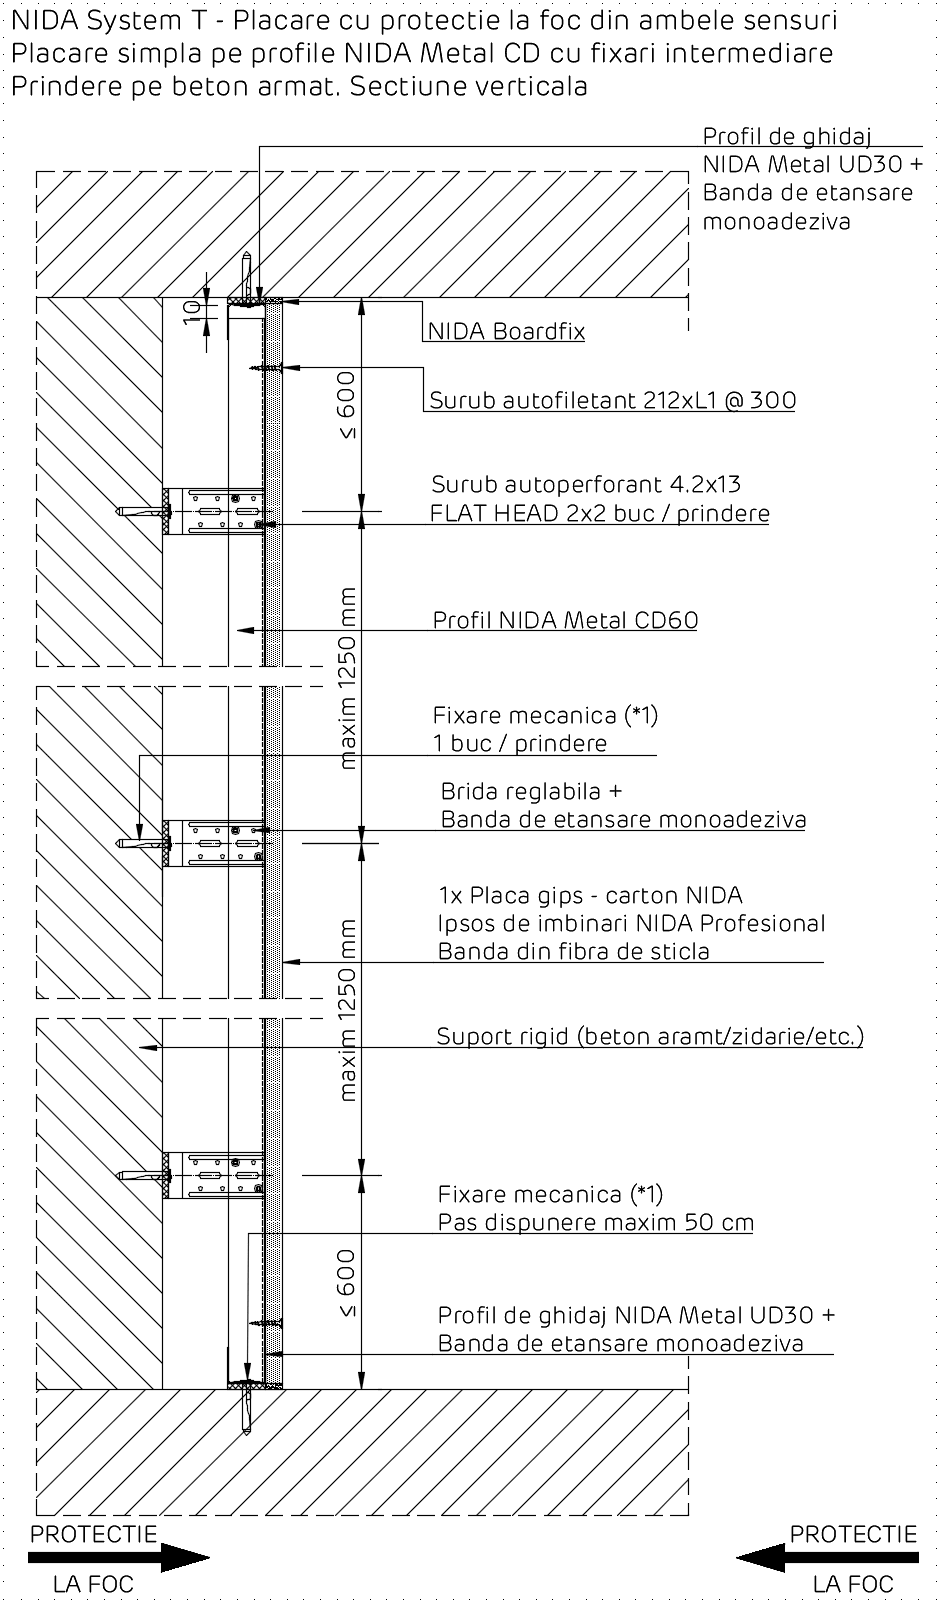 NIDA System T - Placare cu protectie la foc din ambele sensuri
Placare simpla pe profile NIDA Metal CD cu fixari intermediare
Prindere pe beton armat. Sectiune verticala
Profil de ghidaj
NIDA Metal UD30 +
Banda de etansare
monoadeziva
10
NIDA Boardfix
≤ 600
Surub autofiletant 212xL1 @ 300
Surub autoperforant 4.2x13
FLAT HEAD 2x2 buc / prindere
maxim 1250 mm
Profil NIDA Metal CD60
Fixare mecanica (*1)
1 buc / prindere
Brida reglabila +
Banda de etansare monoadeziva
1x Placa gips - carton NIDA
Ipsos de imbinari NIDA Profesional
Banda din fibra de sticla
maxim 1250 mm
Suport rigid (beton aramt/zidarie/etc.)
Fixare mecanica (*1)
Pas dispunere maxim 50 cm
≤ 600
Profil de ghidaj NIDA Metal UD30 +
Banda de etansare monoadeziva
PROTECTIE
LA FOC
PROTECTIE
LA FOC